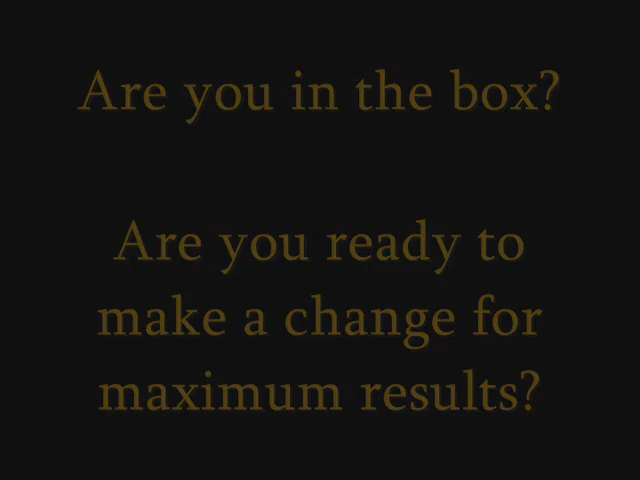 Are you in the box?
Are you ready to
make a change for
maximum results?